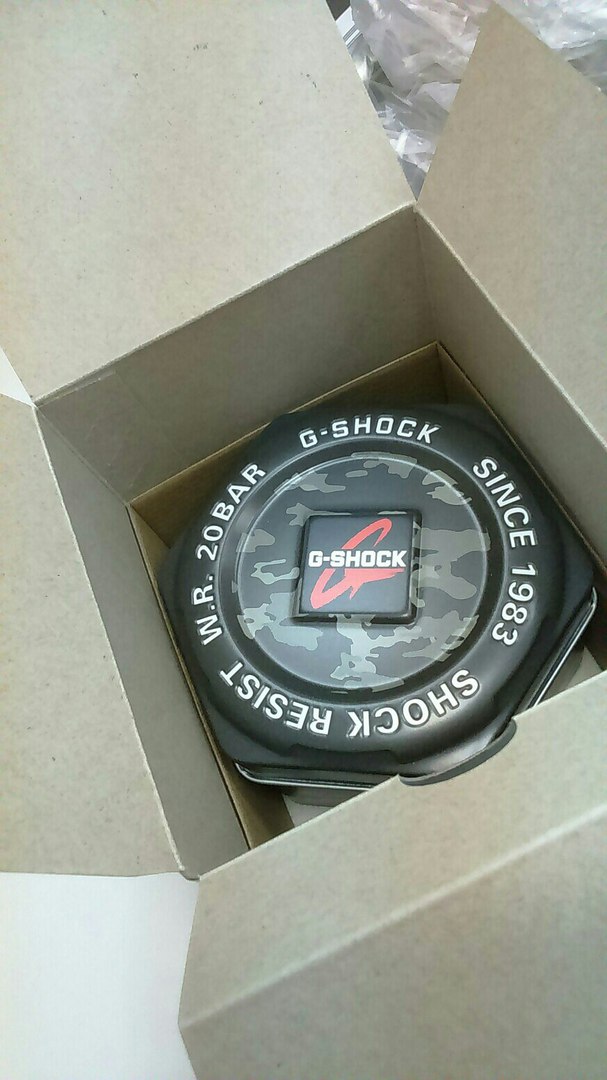 G-SHOCK
SINCE 1983
SHOCK RESIST
W.R. 20BAR
G-SHOCK